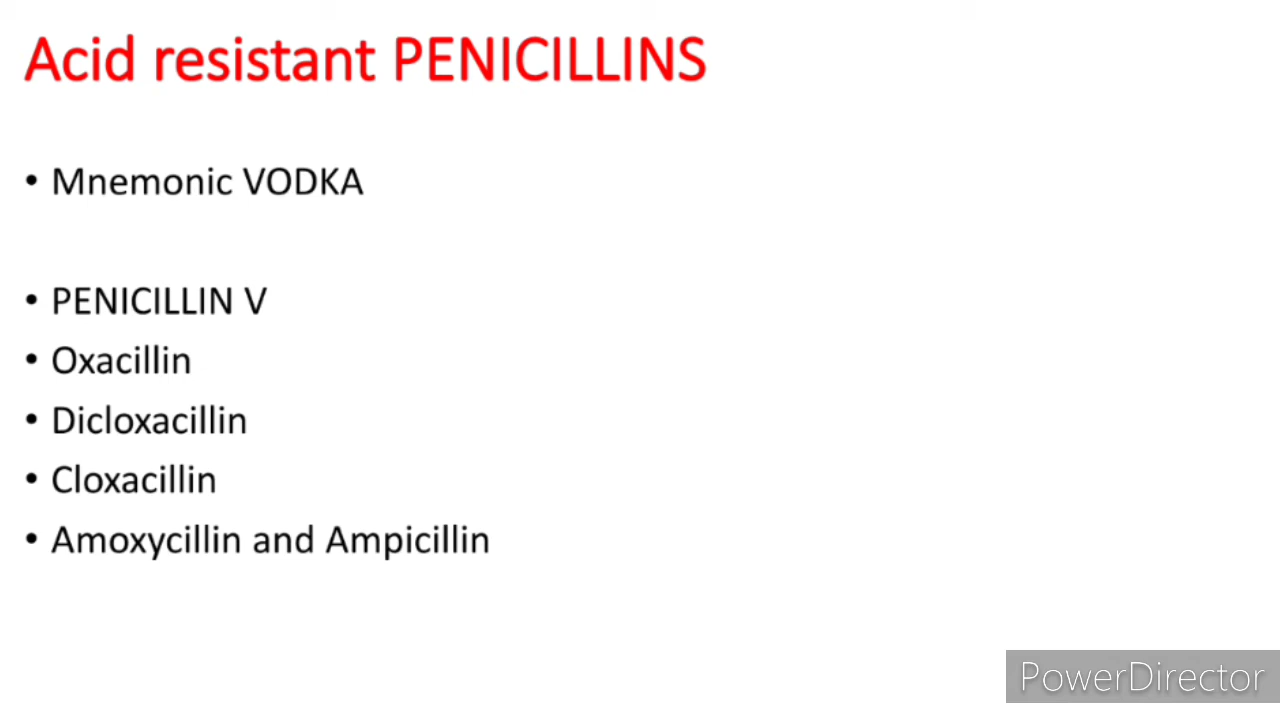 Acid resistant PENICILLINS
• Mnemonic VODKA
• PENICILLIN V
• Oxacillin
• Dicloxacillin
• Cloxacillin
• Amoxycillin and Ampicillin
PowerDirector